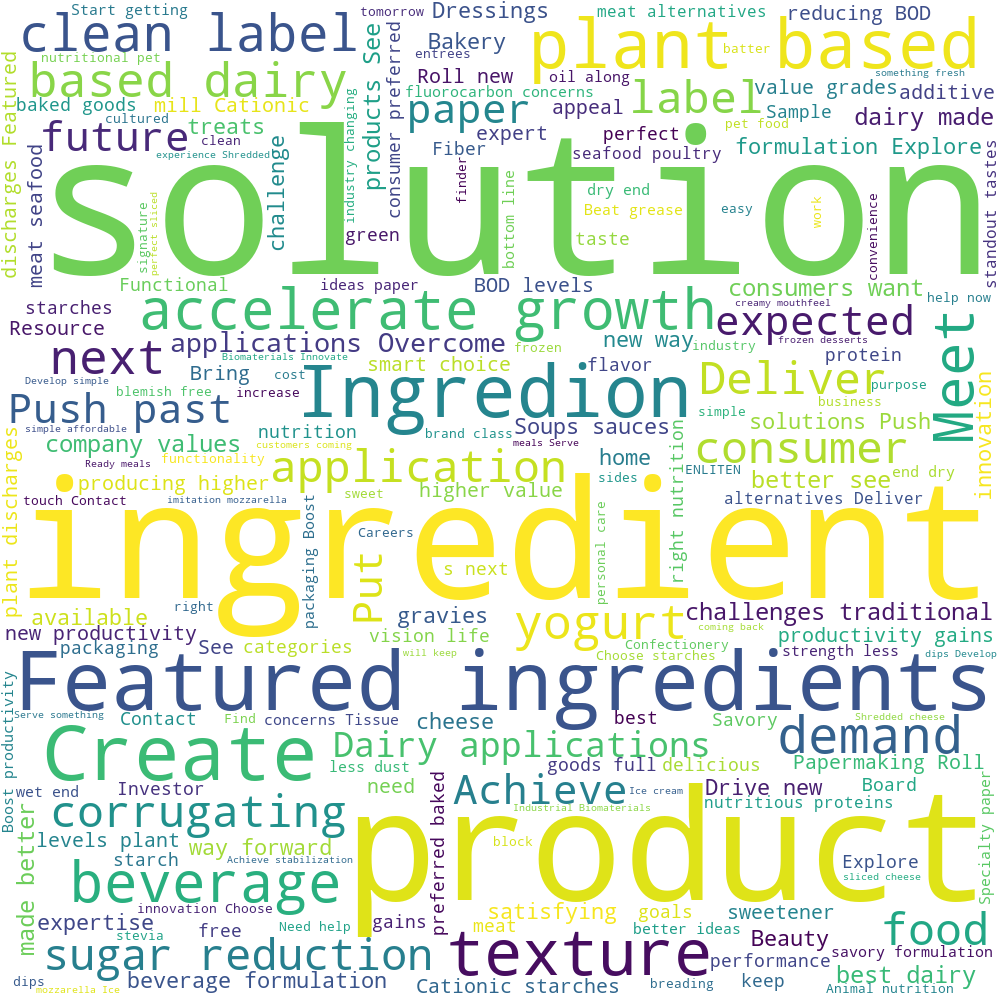 Start getting
tomorrow
Dressings
meat alternatives
reducing BOD
clean label
nutritional pet
plant based
batter
Bakery
entrees
consumer preferred
products See
discharges Featured
based dairy
Roll new
oil along
something fresh
fluorocarbon concerns
label
value grades
additive
baked goods
mill Cationic
paper
appeal
Sample
dairy made
cultured
treats
future
clean
expert
perfect
pet food
formulation Explore
experience Shredded
challenge
industry changing
Fiber
finder
seafood poultry
standout tastes
meat seafood
solution
dry end
Beat grease
easy
work
convenience
signature
perfect sliced
green
bottom line
taste
Functional
ideas paper
BOD levels
consumers want
help now
starches
accelerate growth
creamy mouthfeel
expected
Meet
Resource
applications Overcome
new way
frozen desserts
next
Biomaterials Innovate
frozen
industry
protein
Bring
cost
smart choice
flavor
Deliver
purpose
Develop simple
blemish free
increase
Ingredion
business
innovation
Push past
simple
simple affordable
nutrition
brand class
Soups sauces
solutions Push
company values
customers coming
meals Serve
consumer
Ready meals
functionality
application
home
ENLITEN
end dry
producing higher
sides
better see
right nutrition
plant discharges
touch Contact
imitation mozzarella
sweet
higher value
alternatives Deliver
packaging Boost
ingredient
Careers
personal care
Put
s next
right
available
gravies
yogurt
challenges traditional
new productivity
vision life
coming back
productivity gains
packaging
See
categories
Confectionery
strength less
will keep
Choose starches
dips Develop
Featured ingredients
Boost productivity
Serve something
Contact
Find
concerns Tissue
cheese
best
Savory
Shredded cheese
Create
Dairy applications
demand
less dust
goods full
delicious
Papermaking Roll
wet end
Investor
need
Achieve
Ice cream
Drive new
Board
corrugating
preferred baked
Industrial Biomaterials
nutritious proteins
Specialty paper
made better
levels plant
way forward
block
product
starch
Achieve stabilization
Explore
beverage
sliced cheese
innovation Choose
satisfying
goals
sweetener
expertise
free
Need help
gains
meat
better ideas
Beauty
food
stevia
sugar reduction
texture
performance
savory formulation
dips
beverage formulation
Cationic starches
breading
keep
best dairy
mozzarella Ice
Animal nutrition